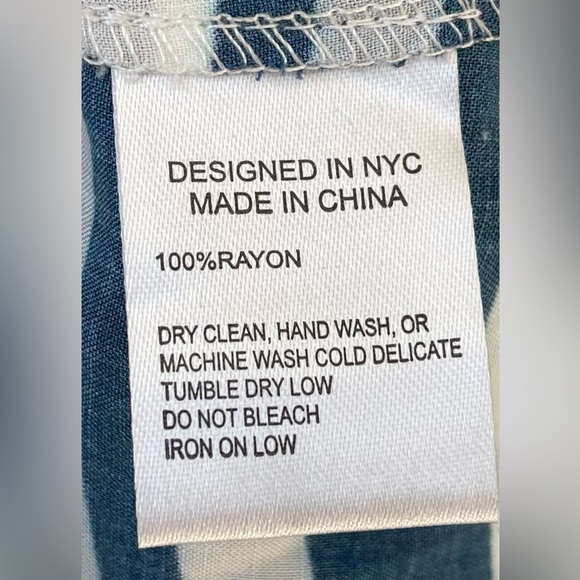 DESIGNED IN NYC
MADE IN CHINA
100%RAYON
DRY CLEAN, HAND WASH, OR
MACHINE WASH COLD DELICATE
TUMBLE DRY LOW
DO NOT BLEACH
IRON ON LOW